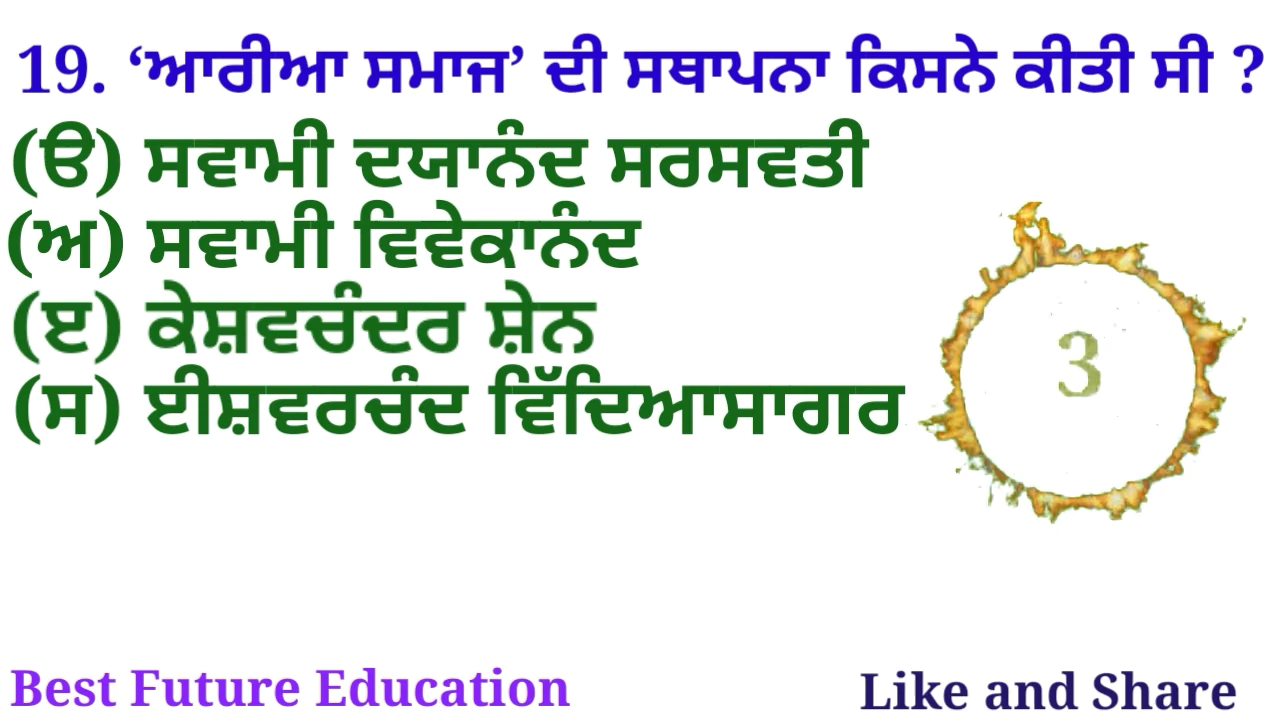 19. ‘ਆਰੀਆ ਸਮਾਜ’ ਦੀ ਸਥਾਪਨਾ ਕਿਸਨੇ ਕੀਤੀ ਸੀ ?
(ੳ) ਸਵਾਮੀ ਦਯਾਨੰਦ ਸਰਸਵਤੀ
(ਅ) ਸਵਾਮੀ ਵਿਵੇਕਾਨੰਦ
(ੲ) ਕੇਸ਼ਵਚੰਦਰ ਸ਼ੇਨ
(ਸ) ਈਸ਼ਵਰਚੰਦ ਵਿੱਦਿਆਸਾਗਰ
3
Best Future Education
Like and Share